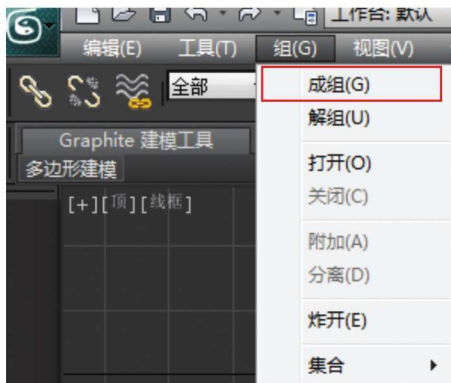 工作台: 默认
编辑(E) 工具(T) 组(G) 视图(V)
全部
成组(G)
解组(U)
Graphite 建模工具
多边形建模
打开(O)
[+][顶][线框]
关闭(C)
附加(A)
分离(D)
炸开(E)
集合